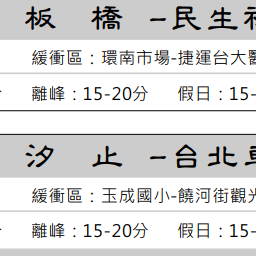 板 橋 -民生社
緩衝區：環南市場-捷運台大醫
離峰：15-20分 假日：15-
汐 止 -台北車
緩衝區：玉成國小-饒河街觀光
離峰：15-20分 假日：15-